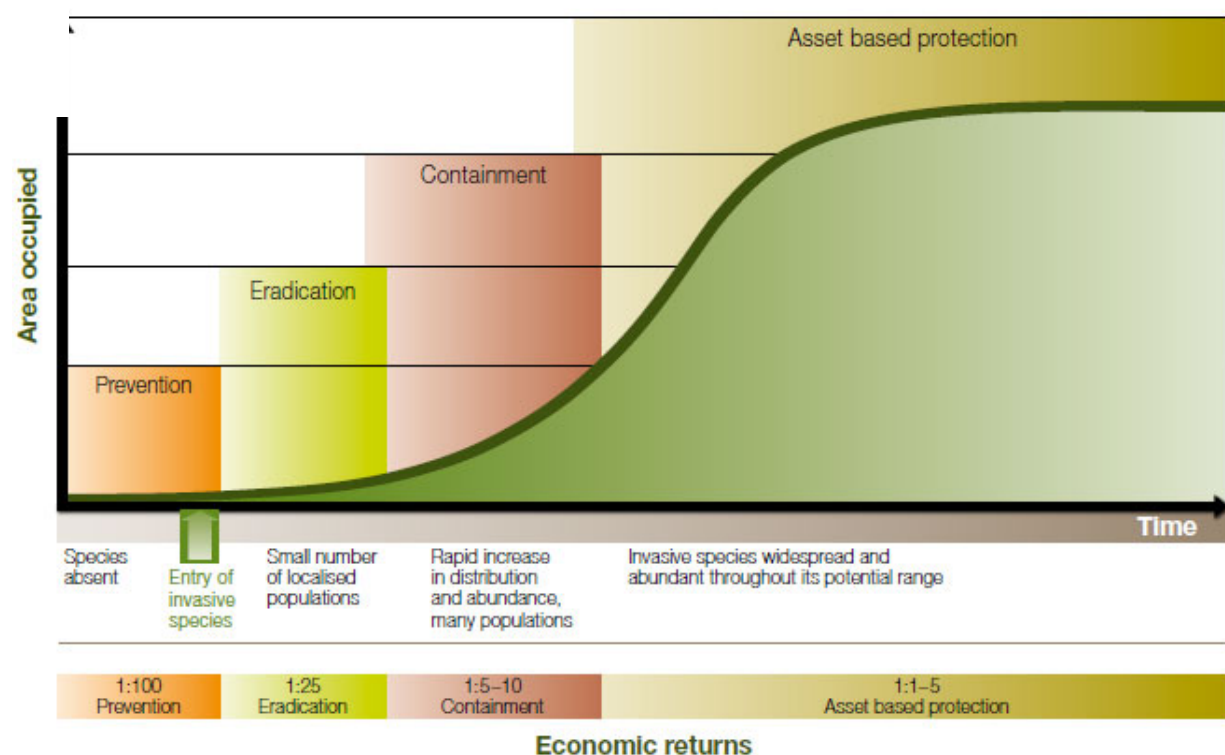 Asset based protection
Containment
Eradication
Prevention
Area occupied
Time
Species
absent
Entry of
invasive
species
Small number
of localised
populations
Rapid increase
in distribution
and abundance,
many populations
Invasive species widespread and
abundant throughout its potential range
1:100
Prevention
1:25
Eradication
1:5–10
Containment
1:1–5
Asset based protection
Economic returns